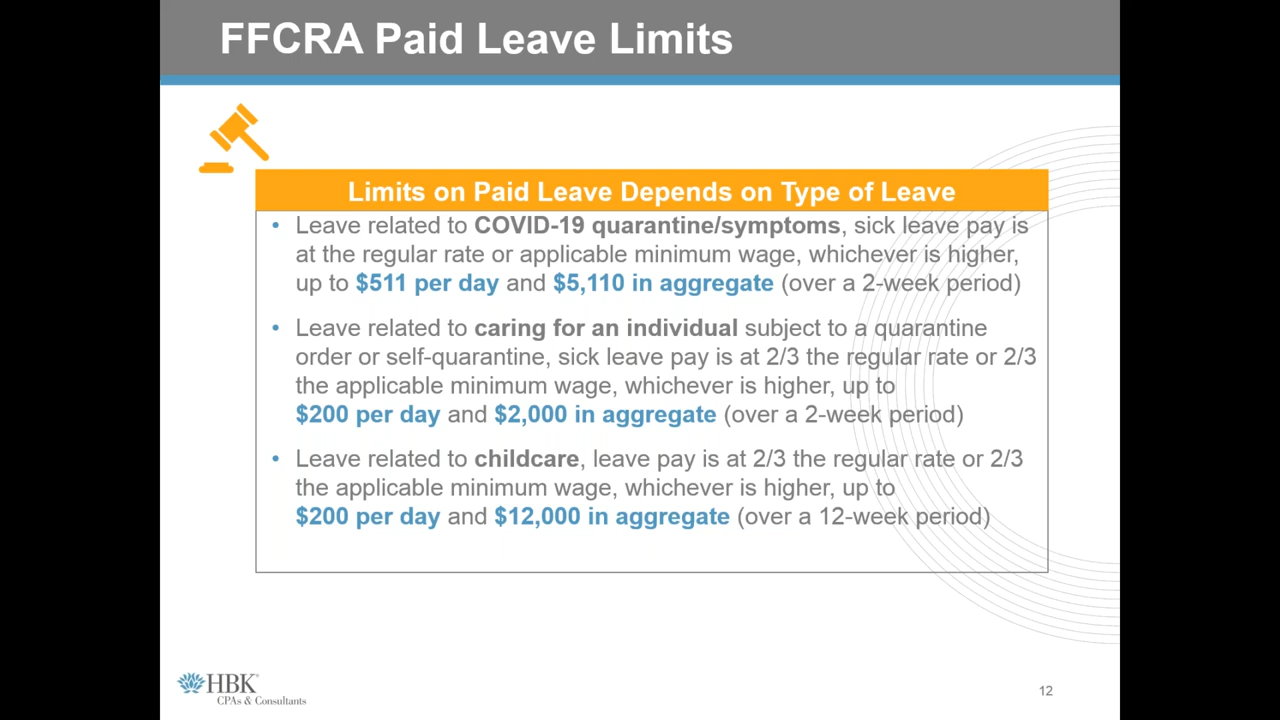 FFCRA Paid Leave Limits
Limits on Paid Leave Depends on Type of Leave
• Leave related to COVID-19 quarantine/symptoms, sick leave pay is
at the regular rate or applicable minimum wage, whichever is higher,
up to $511 per day and $5,110 in aggregate (over a 2-week period)
• Leave related to caring for an individual subject to a quarantine
order or self-quarantine, sick leave pay is at 2/3 the regular rate or 2/3
the applicable minimum wage, whichever is higher, up to
$200 per day and $2,000 in aggregate (over a 2-week period)
• Leave related to childcare, leave pay is at 2/3 the regular rate or 2/3
the applicable minimum wage, whichever is higher, up to
$200 per day and $12,000 in aggregate (over a 12-week period)
HBK
CPAs & Consultants
12